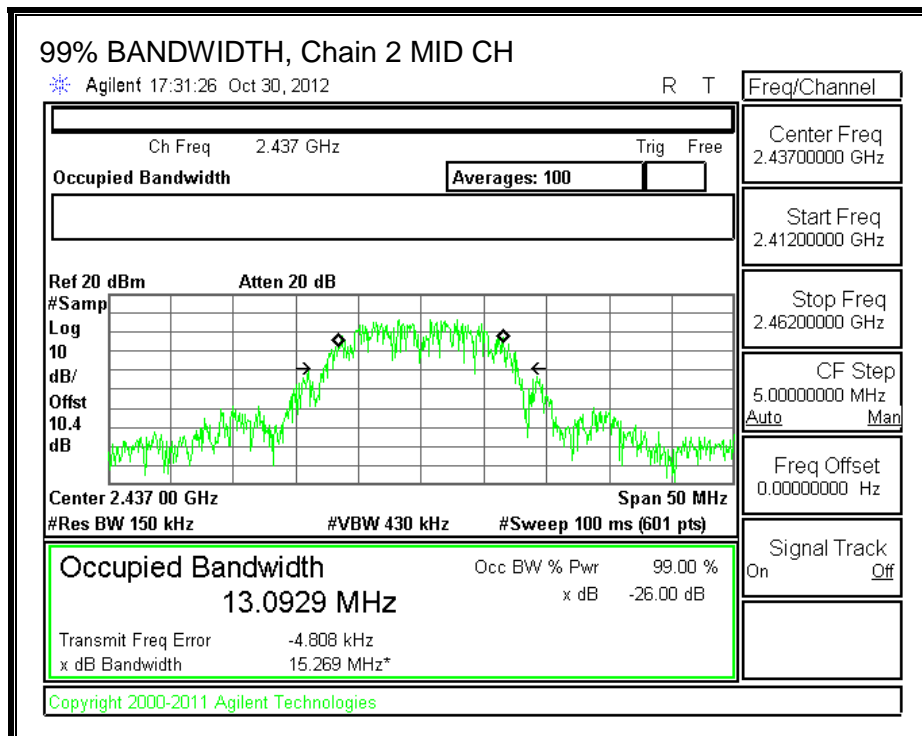 99% BANDWIDTH, Chain 2 MID CH
Agilent 17:31:26 Oct 30, 2012 R T
Freq/Channel
Ch Freq 2.437 GHz Trig Free
Occupied Bandwidth Averages: 100
Center Freq
2.43700000 GHz
Start Freq
2.41200000 GHz
Stop Freq
2.46200000 GHz
CF Step
5.00000000 MHz
Auto Man
Freq Offset
0.00000000 Hz
Signal Track
On Off
Ref 20 dBm Atten 20 dB
#Samp
Log
10
dB/
Offst
10.4
dB
Center 2.437 00 GHz Span 50 MHz
#Res BW 150 kHz #VBW 430 kHz #Sweep 100 ms (601 pts)
Occupied Bandwidth Occ BW % Pwr 99.00 %
13.0929 MHz x dB -26.00 dB
Transmit Freq Error -4.808 kHz
x dB Bandwidth 15.269 MHz*
Copyright 2000-2011 Agilent Technologies